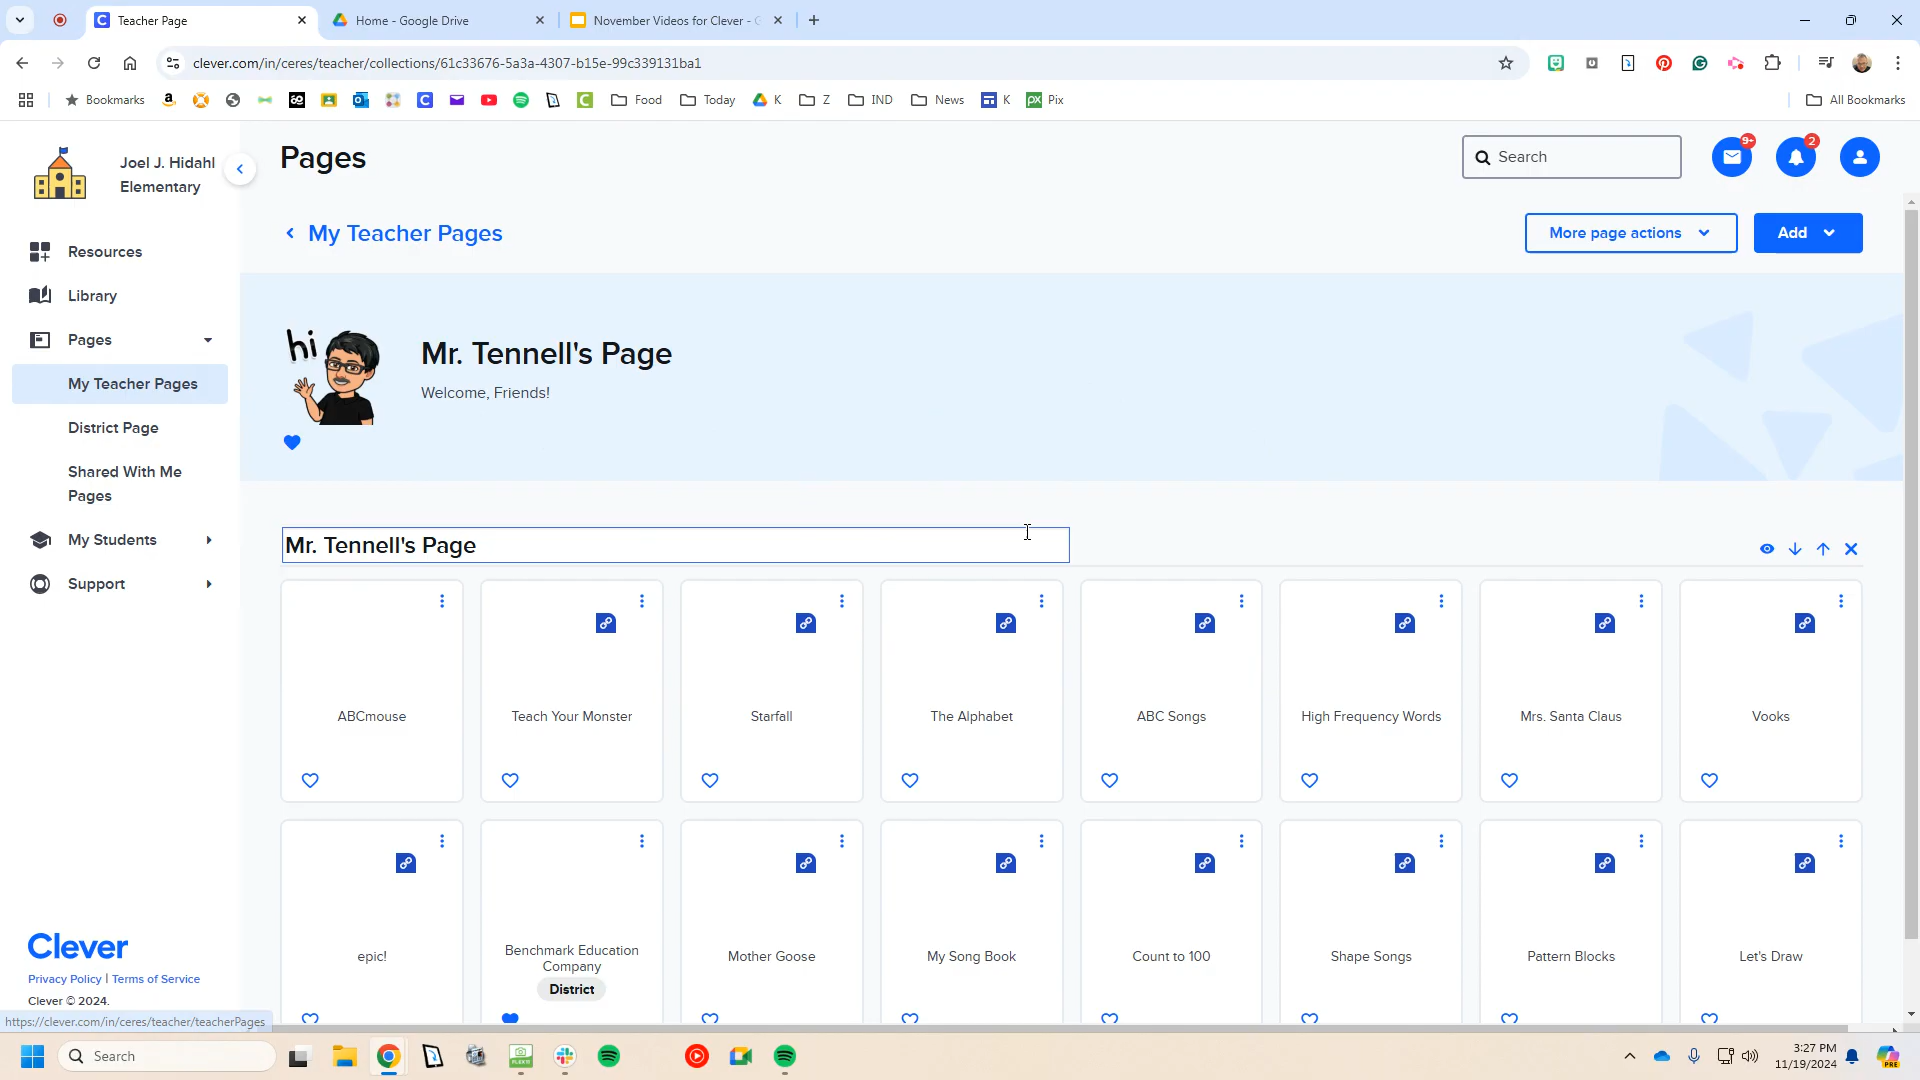 Teacher Page
Home - Google Drive
November Videos for Clever -
clever.com/in/ceres/teacher/collections/61c33676-5a3a-4307-b15e-99c339131ba1
Bookmarks
Food
Today
K
Z
IND
News
K
Pix
All Bookmarks
Joel J. Hidahl
Elementary
Pages
Search
9+
2
Resources
Library
Pages
My Teacher Pages
District Page
Shared With Me
Pages
My Students
Support
My Teacher Pages
More page actions
Add
hi
Mr. Tennell's Page
Welcome, Friends!
Mr. Tennell's Page
ABCmouse
Teach Your Monster
Starfall
The Alphabet
ABC Songs
High Frequency Words
Mrs. Santa Claus
Vooks
epic!
Benchmark Education
Company
District
Mother Goose
My Song Book
Count to 100
Shape Songs
Pattern Blocks
Let's Draw
Clever
Privacy Policy | Terms of Service
Clever © 2024.
https://clever.com/in/ceres/teacher/teacherPages
Search
3:27 PM
11/19/2024